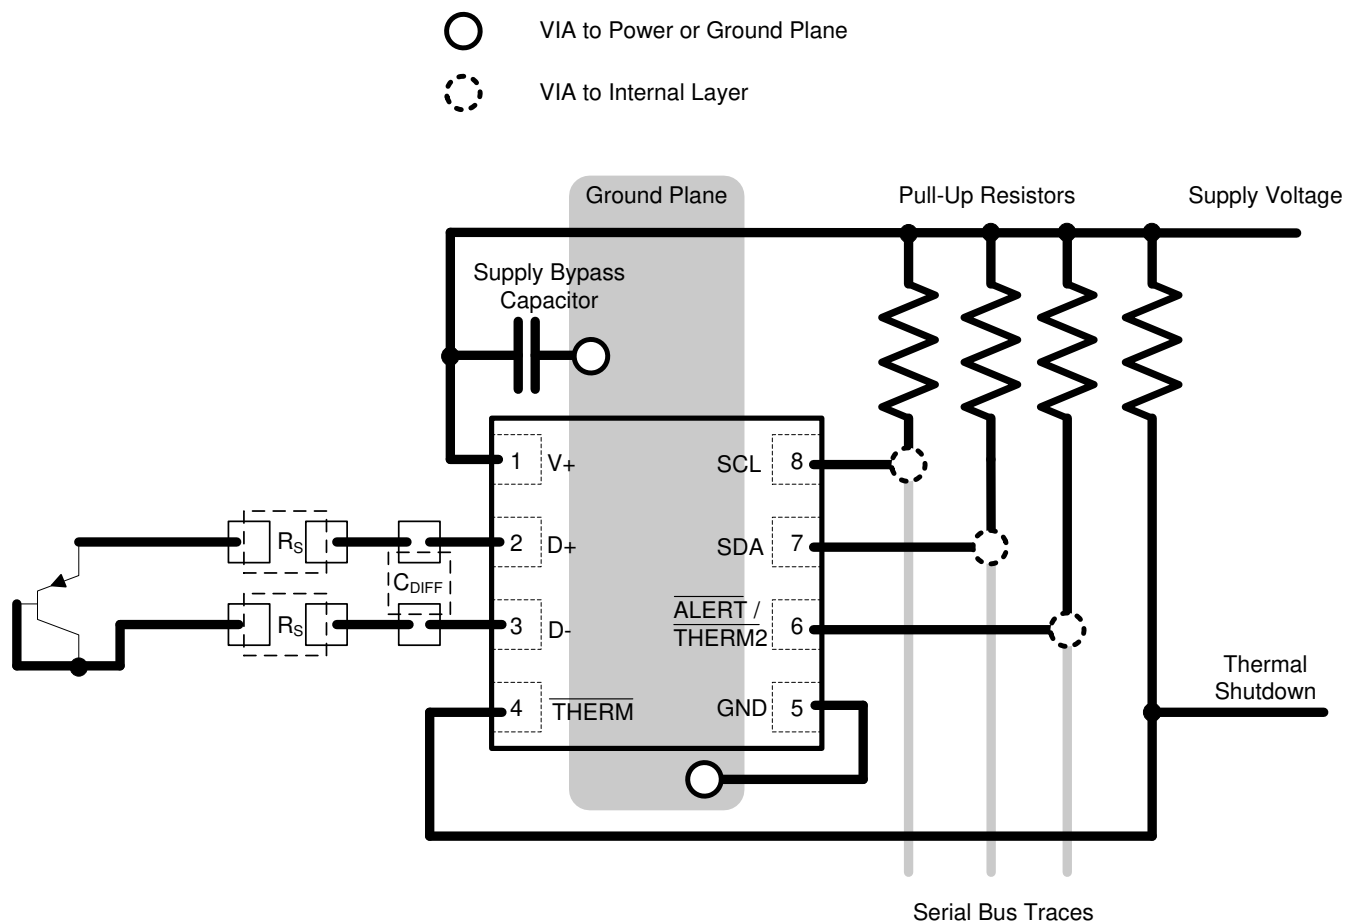 VIA to Power or Ground Plane
VIA to Internal Layer
Ground Plane
Pull-Up Resistors
Supply Voltage
Supply Bypass
Capacitor
1 V+
SCL 8
RS
2 D+
SDA 7
CDIFF
RS
3 D-
ALERT /
THERM2
6
4 THERM
GND 5
Thermal
Shutdown
Serial Bus Traces